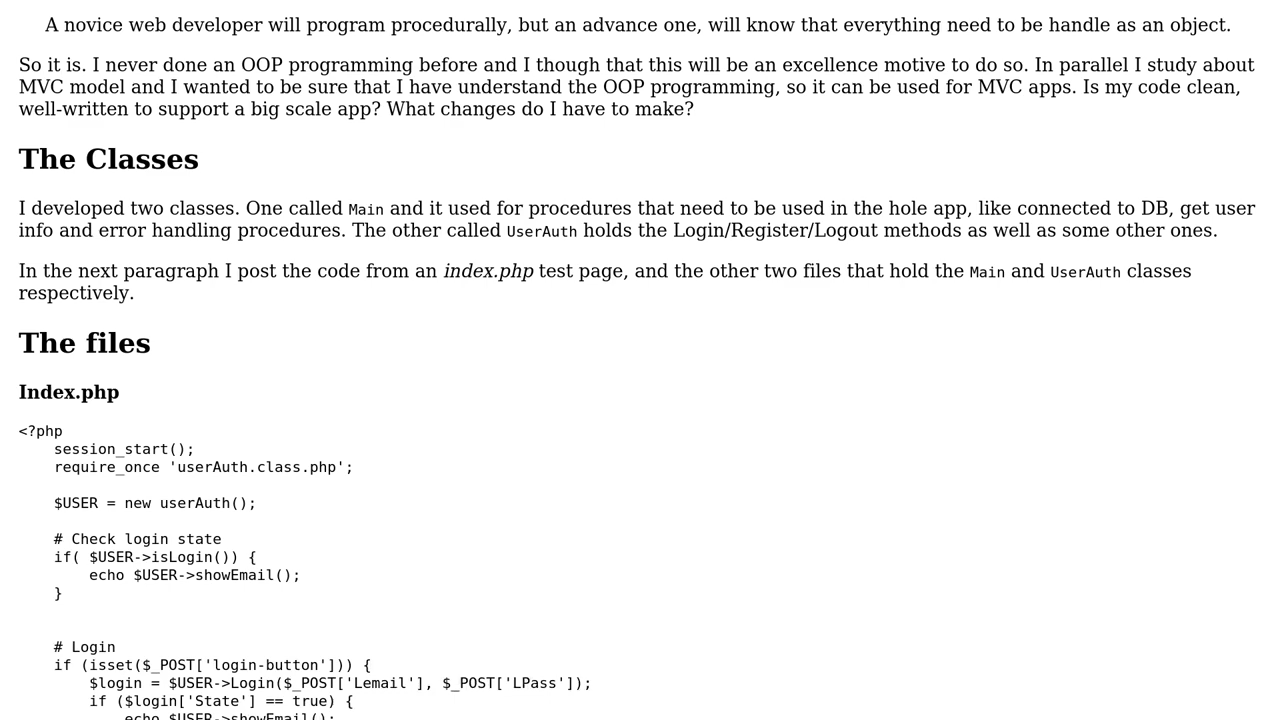 A novice web developer will program procedurally, but an advance one, will know that everything need to be handle as an object.
So it is. I never done an OOP programming before and I though that this will be an excellence motive to do so. In parallel I study about
MVC model and I wanted to be sure that I have understand the OOP programming, so it can be used for MVC apps. Is my code clean,
well-written to support a big scale app? What changes do I have to make?
The Classes
I developed two classes. One called Main and it used for procedures that need to be used in the hole app, like connected to DB, get user
info and error handling procedures. The other called UserAuth holds the Login/Register/Logout methods as well as some other ones.
In the next paragraph I post the code from an index.php test page, and the other two files that hold the Main and UserAuth classes
respectively.
The files
Index.php
<?php
session_start();
require_once 'userAuth.class.php';
$USER = new userAuth();
# Check login state
if( $USER->isLogin()) {
echo $USER->showEmail();
}
# Login
if (isset($_POST['login-button'])) {
$login = $USER->Login($_POST['Lemail'], $_POST['LPass']);
if ($login['State'] == true) {
echo $USER->showEmail();